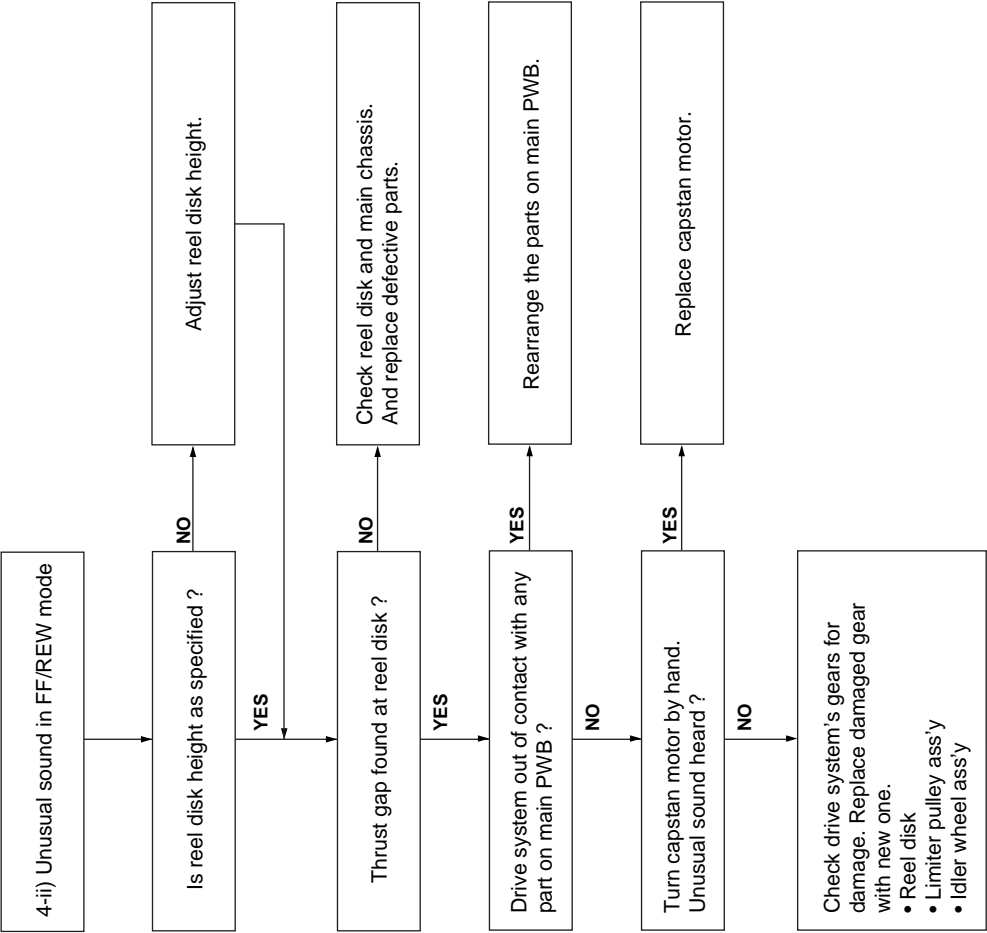 4-ii) Unusual sound in FF/REW mode
Is reel disk height as specified ?
NO
Adjust reel disk height.
YES
Thrust gap found at reel disk ?
NO
Check reel disk and main chassis.
And replace defective parts.
YES
Drive system out of contact with any
part on main PWB ?
YES
Rearrange the parts on main PWB.
NO
Turn capstan motor by hand.
Unusual sound heard ?
YES
Replace capstan motor.
NO
Check drive system's gears for
damage. Replace damaged gear
with new one.
• Reel disk
• Limiter pulley ass'y
• Idler wheel ass'y